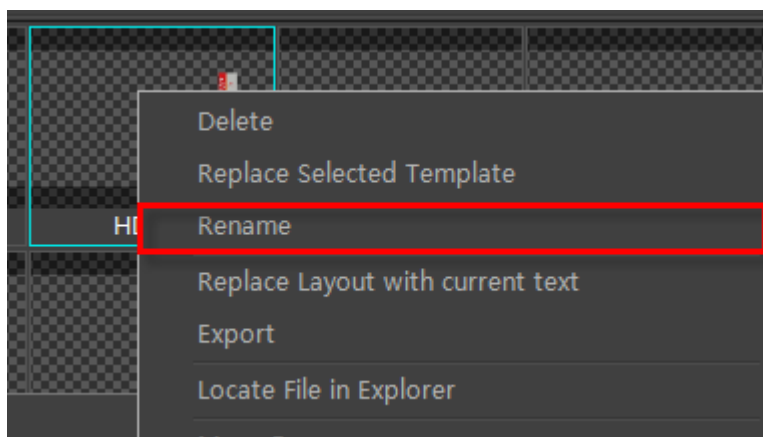 Delete
Replace Selected Template
HD
Rename
Replace Layout with current text
Export
Locate File in Explorer